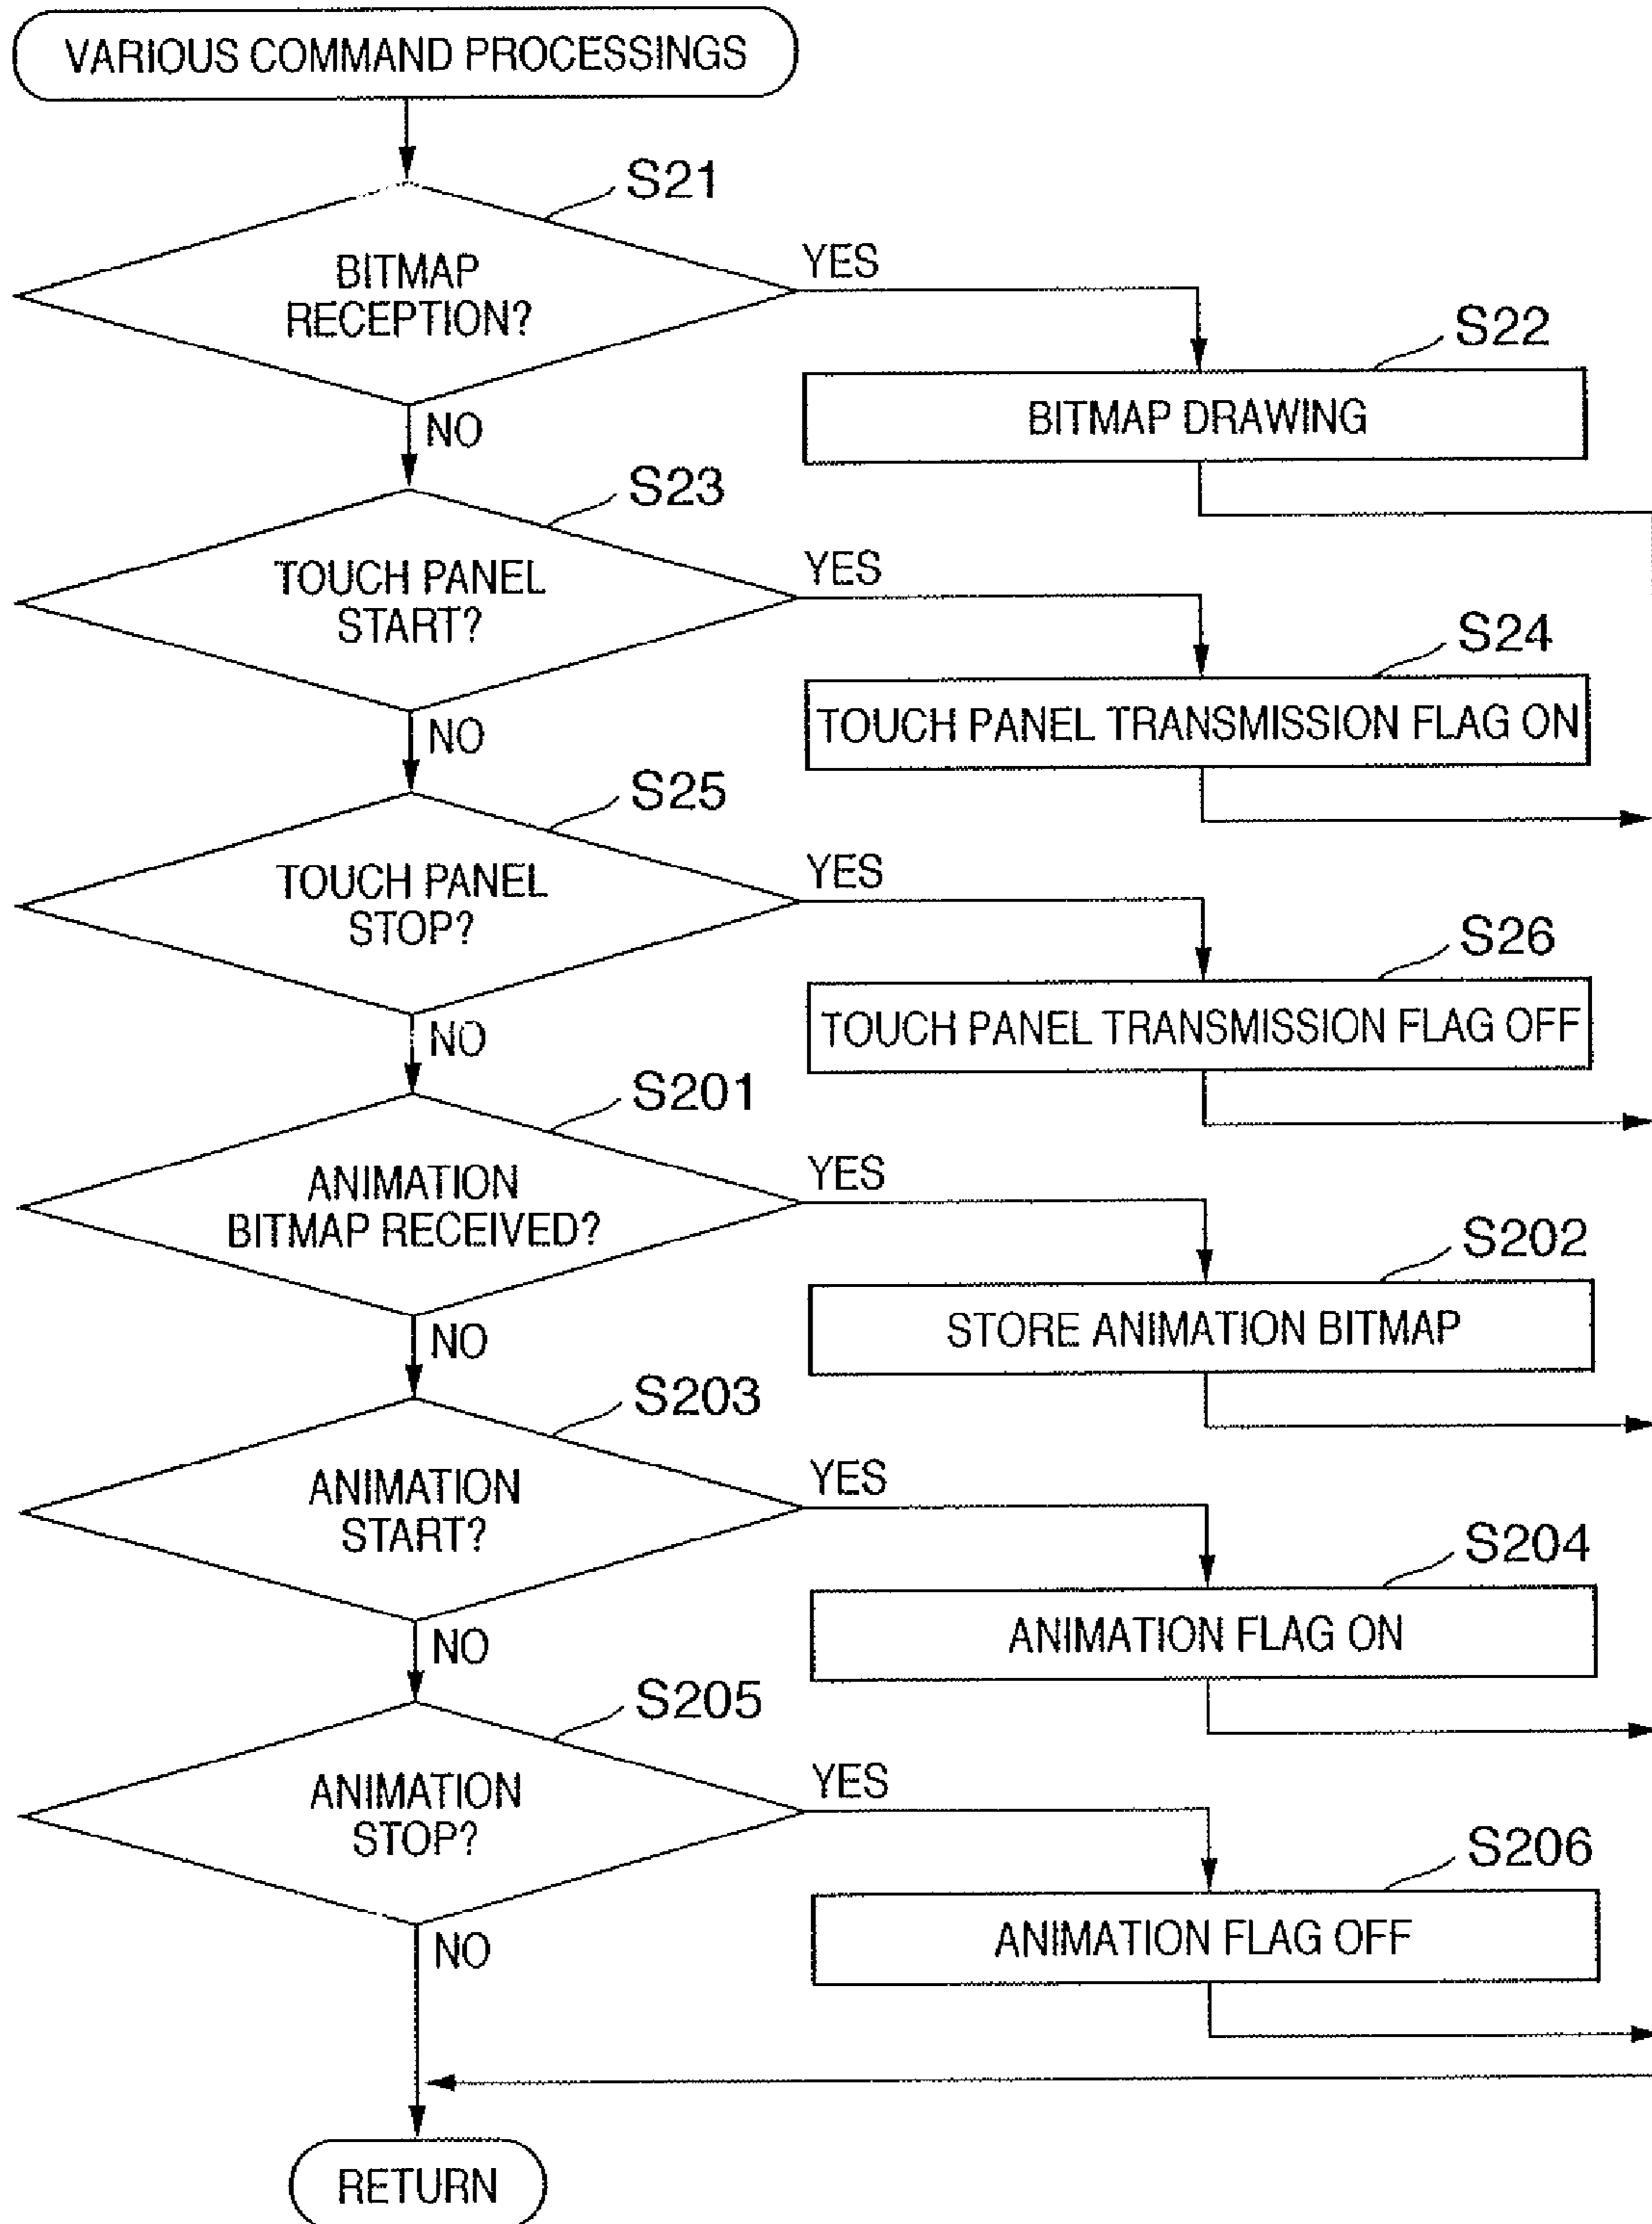 VARIOUS COMMAND PROCESSINGS
S21
BITMAP
RECEPTION?
YES
NO
S22
BITMAP DRAWING
S23
TOUCH PANEL
START?
YES
NO
S24
TOUCH PANEL TRANSMISSION FLAG ON
S25
TOUCH PANEL
STOP?
YES
NO
S26
TOUCH PANEL TRANSMISSION FLAG OFF
S201
ANIMATION
BITMAP RECEIVED?
YES
NO
S202
STORE ANIMATION BITMAP
S203
ANIMATION
START?
YES
NO
S204
ANIMATION FLAG ON
S205
ANIMATION
STOP?
YES
NO
S206
ANIMATION FLAG OFF
RETURN